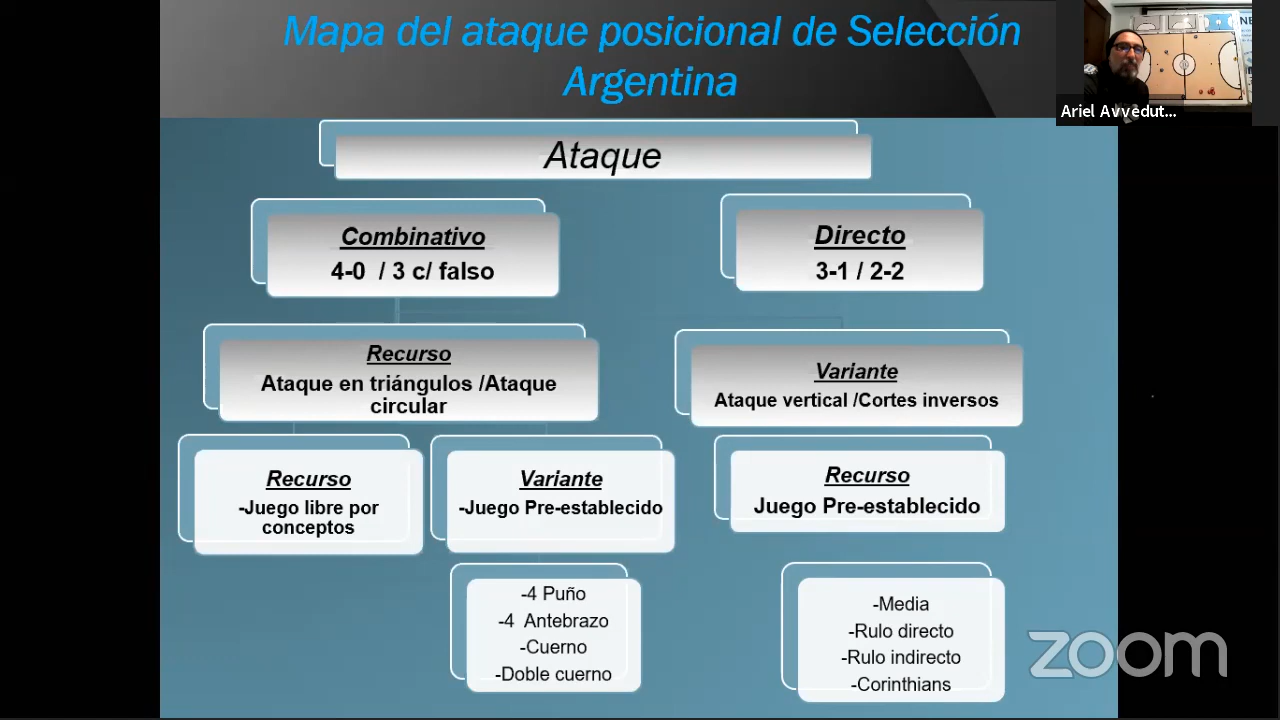 Mapa del ataque posicional de Selección
Argentina
Ariel Avvedut...
Ataque
Combinativo
4-0 / 3 c/ falso
Directo
3-1 / 2-2
Recurso
Ataque en triángulos /Ataque
circular
Variante
Ataque vertical /Cortes inversos
Recurso
-Juego libre por
conceptos
Variante
-Juego Pre-establecido
Recurso
Juego Pre-establecido
-4 Puño
-4 Antebrazo
-Cuerno
-Doble cuerno
-Media
-Rulo directo
-Rulo indirecto
-Corinthians
zoom